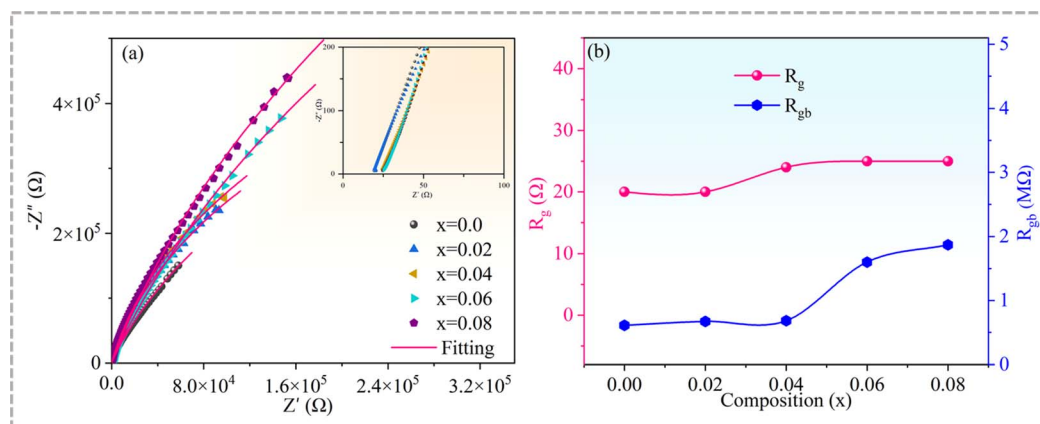 (a)
-Z″ (Ω)
4×10⁵
2×10⁵
0
0.0
8.0×10⁴
1.6×10⁵
2.4×10⁵
3.2×10⁵
Z′ (Ω)
-Z″ (Ω)
200
100
0
0
50
100
Z′ (Ω)
x=0.0
x=0.02
x=0.04
x=0.06
x=0.08
Fitting
(b)
R_g (Ω)
40
30
20
10
0
R_g
R_gb
0.00
0.02
0.04
0.06
0.08
Composition (x)
5
4
3
2
1
0
R_gb (MΩ)